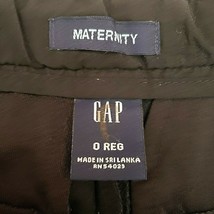 MATERNITY
GAP
0 REG
MADE IN SRI LANKA
RN 54023